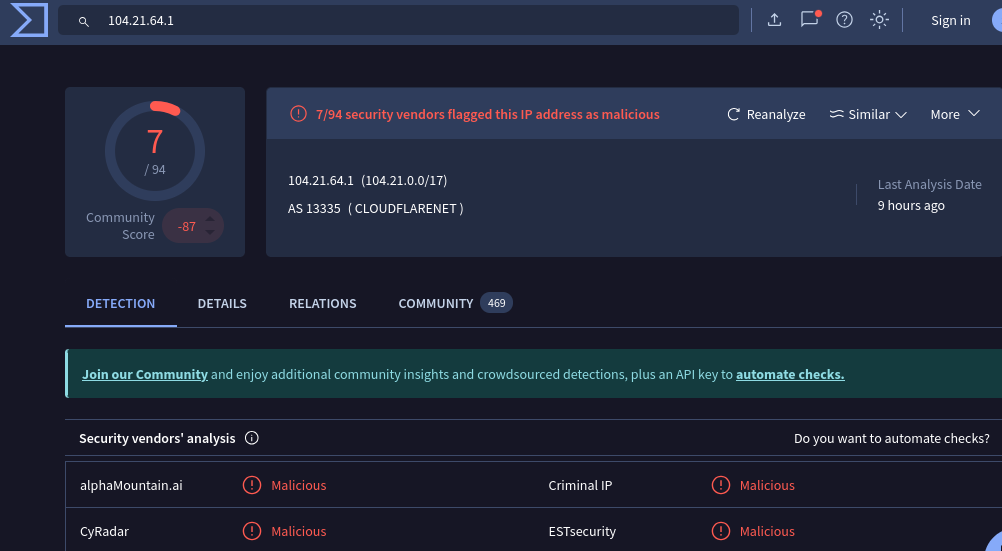 104.21.64.1
Sign in
7
/ 94
Community
Score
-87
7/94 security vendors flagged this IP address as malicious
Reanalyze
Similar
More
104.21.64.1 (104.21.0.0/17)
AS 13335 ( CLOUDFLARENET )
Last Analysis Date
9 hours ago
DETECTION DETAILS RELATIONS COMMUNITY 469
Join our Community and enjoy additional community insights and crowdsourced detections, plus an API key to automate checks.
Security vendors' analysis
Do you want to automate checks?
alphaMountain.ai Malicious Criminal IP Malicious
CyRadar Malicious ESTsecurity Malicious